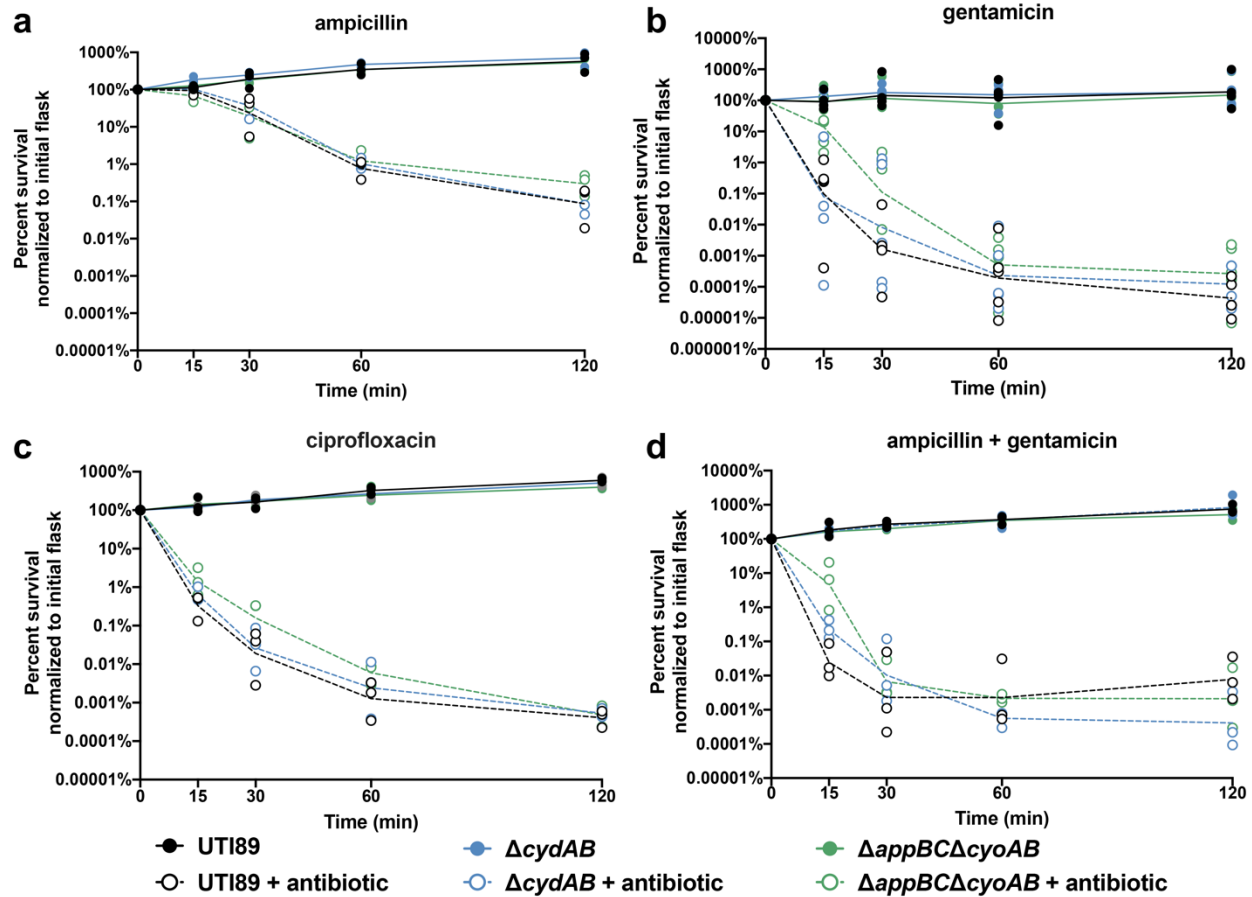 a
ampicillin
Percent survival
normalized to initial flask
1000%
100%
10%
1%
0.1%
0.01%
0.001%
0.0001%
0.00001%
0 15 30 60 120
Time (min)
b
gentamicin
Percent survival
normalized to initial flask
10000%
1000%
100%
10%
1%
0.1%
0.01%
0.001%
0.0001%
0.00001%
0.000001%
0 15 30 60 120
Time (min)
c
ciprofloxacin
Percent survival
normalized to initial flask
1000%
100%
10%
1%
0.1%
0.01%
0.001%
0.0001%
0.00001%
0 15 30 60 120
Time (min)
d
ampicillin + gentamicin
Percent survival
normalized to initial flask
10000%
1000%
100%
10%
1%
0.1%
0.01%
0.001%
0.0001%
0.00001%
0 15 30 60 120
Time (min)
UTI89 ΔcydAB ΔappBCΔcyoAB
UTI89 + antibiotic ΔcydAB + antibiotic ΔappBCΔcyoAB + antibiotic